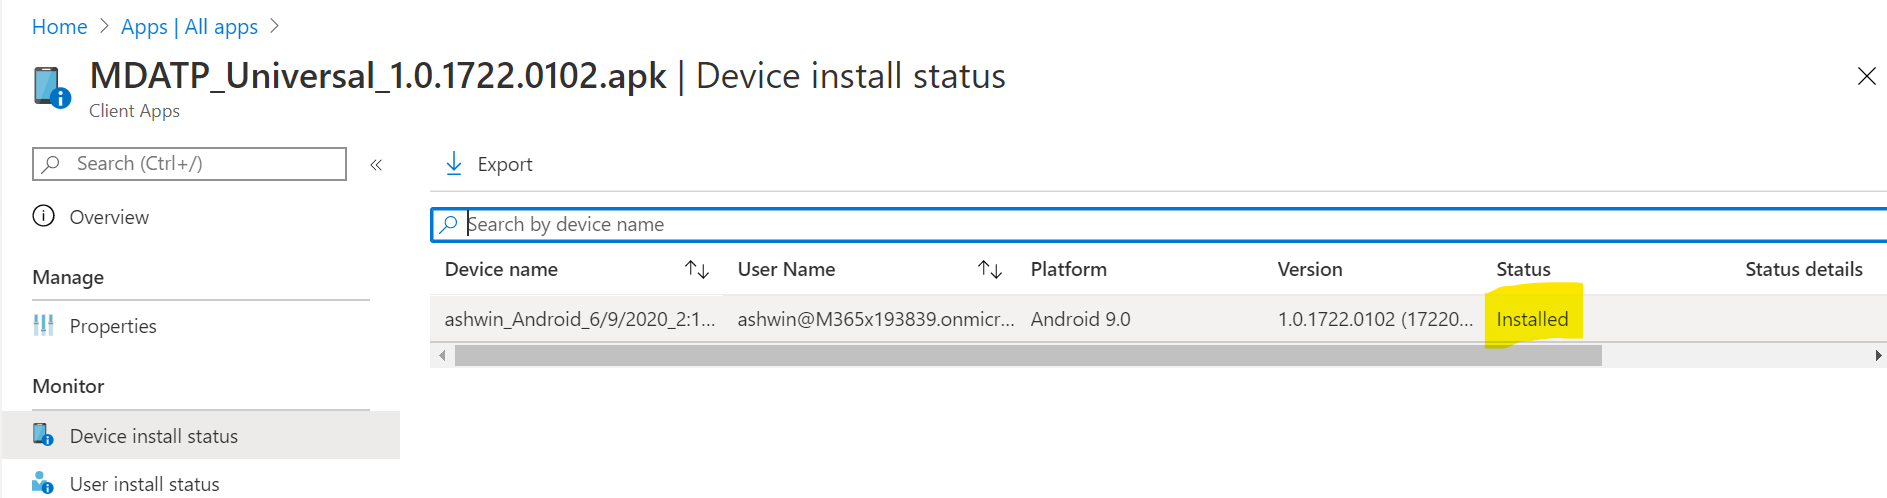 Home > Apps | All apps >
MDATP_Universal_1.0.1722.0102.apk | Device install status
Client Apps
Search (Ctrl+/)
«
Export
Overview
Search by device name
Manage
Device name User Name Platform Version Status Status details
Properties
ashwin_Android_6/9/2020_2:1... ashwin@M365x193839.onmicr... Android 9.0 1.0.1722.0102 (17220... Installed
Monitor
Device install status
User install status